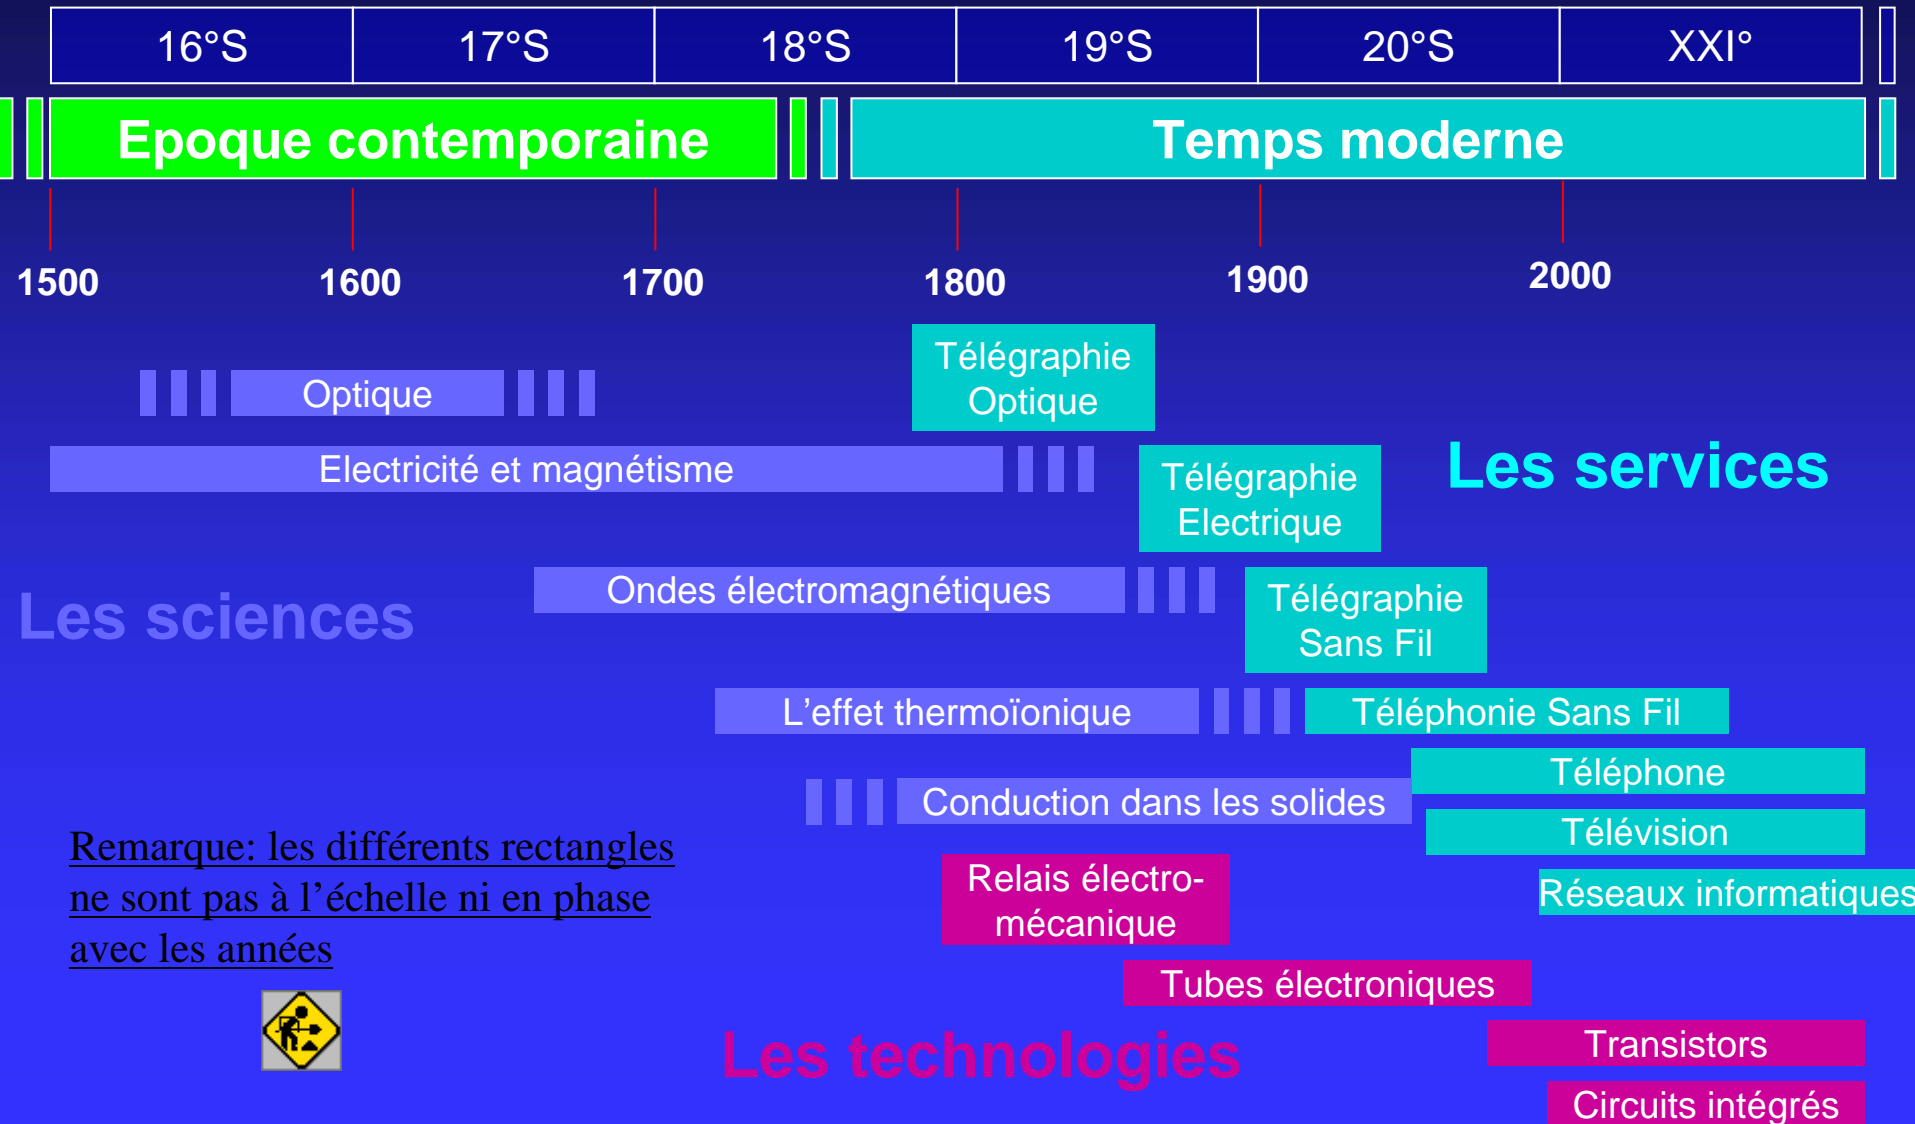 16°S
17°S
18°S
19°S
20°S
XXI°
Epoque contemporaine
Temps moderne
1500
1600
1700
1800
1900
2000
Télégraphie
Optique
Optique
Electricité et magnétisme
Télégraphie
Electrique
Les services
Ondes électromagnétiques
Télégraphie
Sans Fil
Les sciences
L’effet thermoïonique
Téléphonie Sans Fil
Téléphone
Conduction dans les solides
Télévision
Remarque: les différents rectangles
ne sont pas à l’échelle ni en phase
avec les années
Relais électro-
mécanique
Réseaux informatiques
Tubes électroniques
Les technologies
Transistors
Circuits intégrés